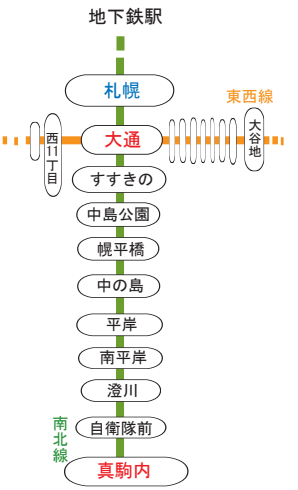 地下鉄駅
札幌
東西線
西11丁目
大通
大谷地
すすきの
中島公園
幌平橋
中の島
平岸
南平岸
澄川
自衛隊前
南北線
真駒内